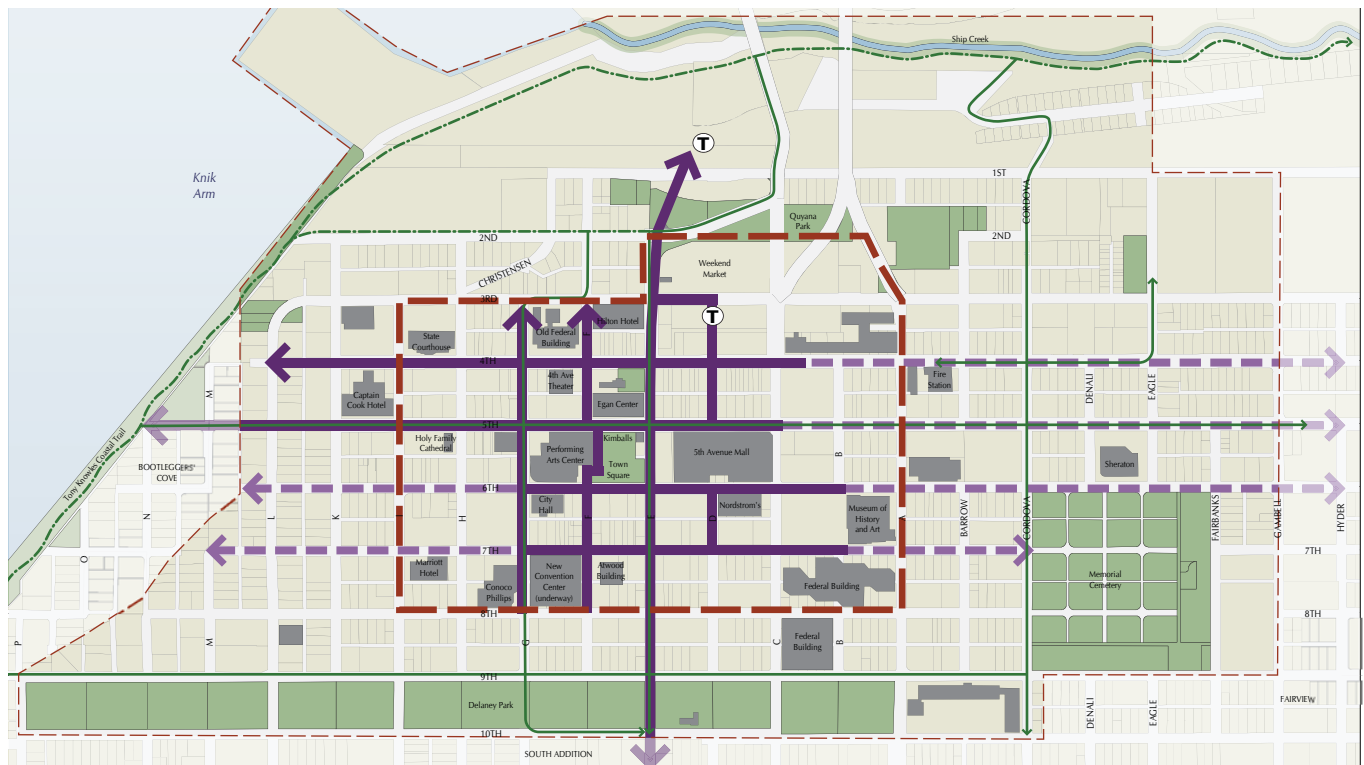 Ship Creek
T
Knik
Arm
1ST
CORDOVA
Quyana
Park
2ND
2ND
CHRISTENSEN
Weekend
Market
3RD
T
Hilton Hotel
State
Courthouse
Old Federal
Building
4TH
4th Ave
Theater
Fire
Station
DENALI
EAGLE
M
Captain
Cook Hotel
Egan Center
5TH
Tony Knowles Coastal Trail
Holy Family
Cathedral
Kimballs
Performing
Arts Center
Town
Square
5th Avenue Mall
B
Sheraton
BOOTLEGGERS'
COVE
6TH
City
Hall
Nordstrom's
Museum of
History
and Art
N
L
K
I
H
F
E
D
A
BARROW
CORDOVA
FAIRBANKS
GAMBELL
HYDER
O
7TH
7TH
Marriott
Hotel
Conoco
Phillips
New
Convention
Center
(underway)
Atwood
Building
Federal Building
Memorial
Cemetery
8TH
8TH
P
M
G
C
B
Federal
Building
9TH
Delaney Park
DENALI
EAGLE
FAIRVIEW
10TH
SOUTH ADDITION